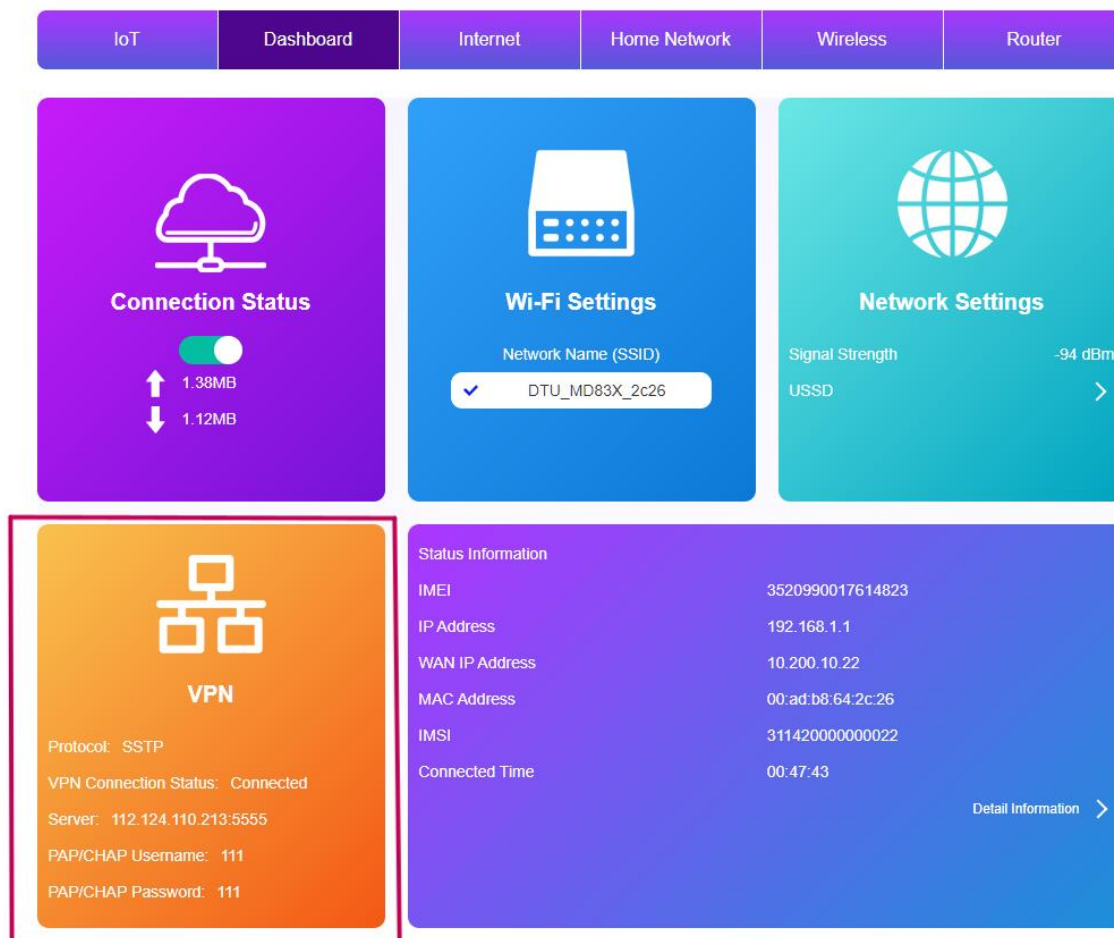 IoT Dashboard Internet Home Network Wireless Router
Connection Status
1.38MB
1.12MB
Wi-Fi Settings
Network Name (SSID)
DTU_MD83X_2c26
Network Settings
Signal Strength -94 dBm
USSD
VPN
Protocol: SSTP
VPN Connection Status: Connected
Server: 112.124.110.213:5555
PAP/CHAP Username: 111
PAP/CHAP Password: 111
Status Information
IMEI 3520990017614823
IP Address 192.168.1.1
WAN IP Address 10.200.10.22
MAC Address 00:ad:b8:64:2c:26
IMSI 311420000000022
Connected Time 00:47:43
Detail Information